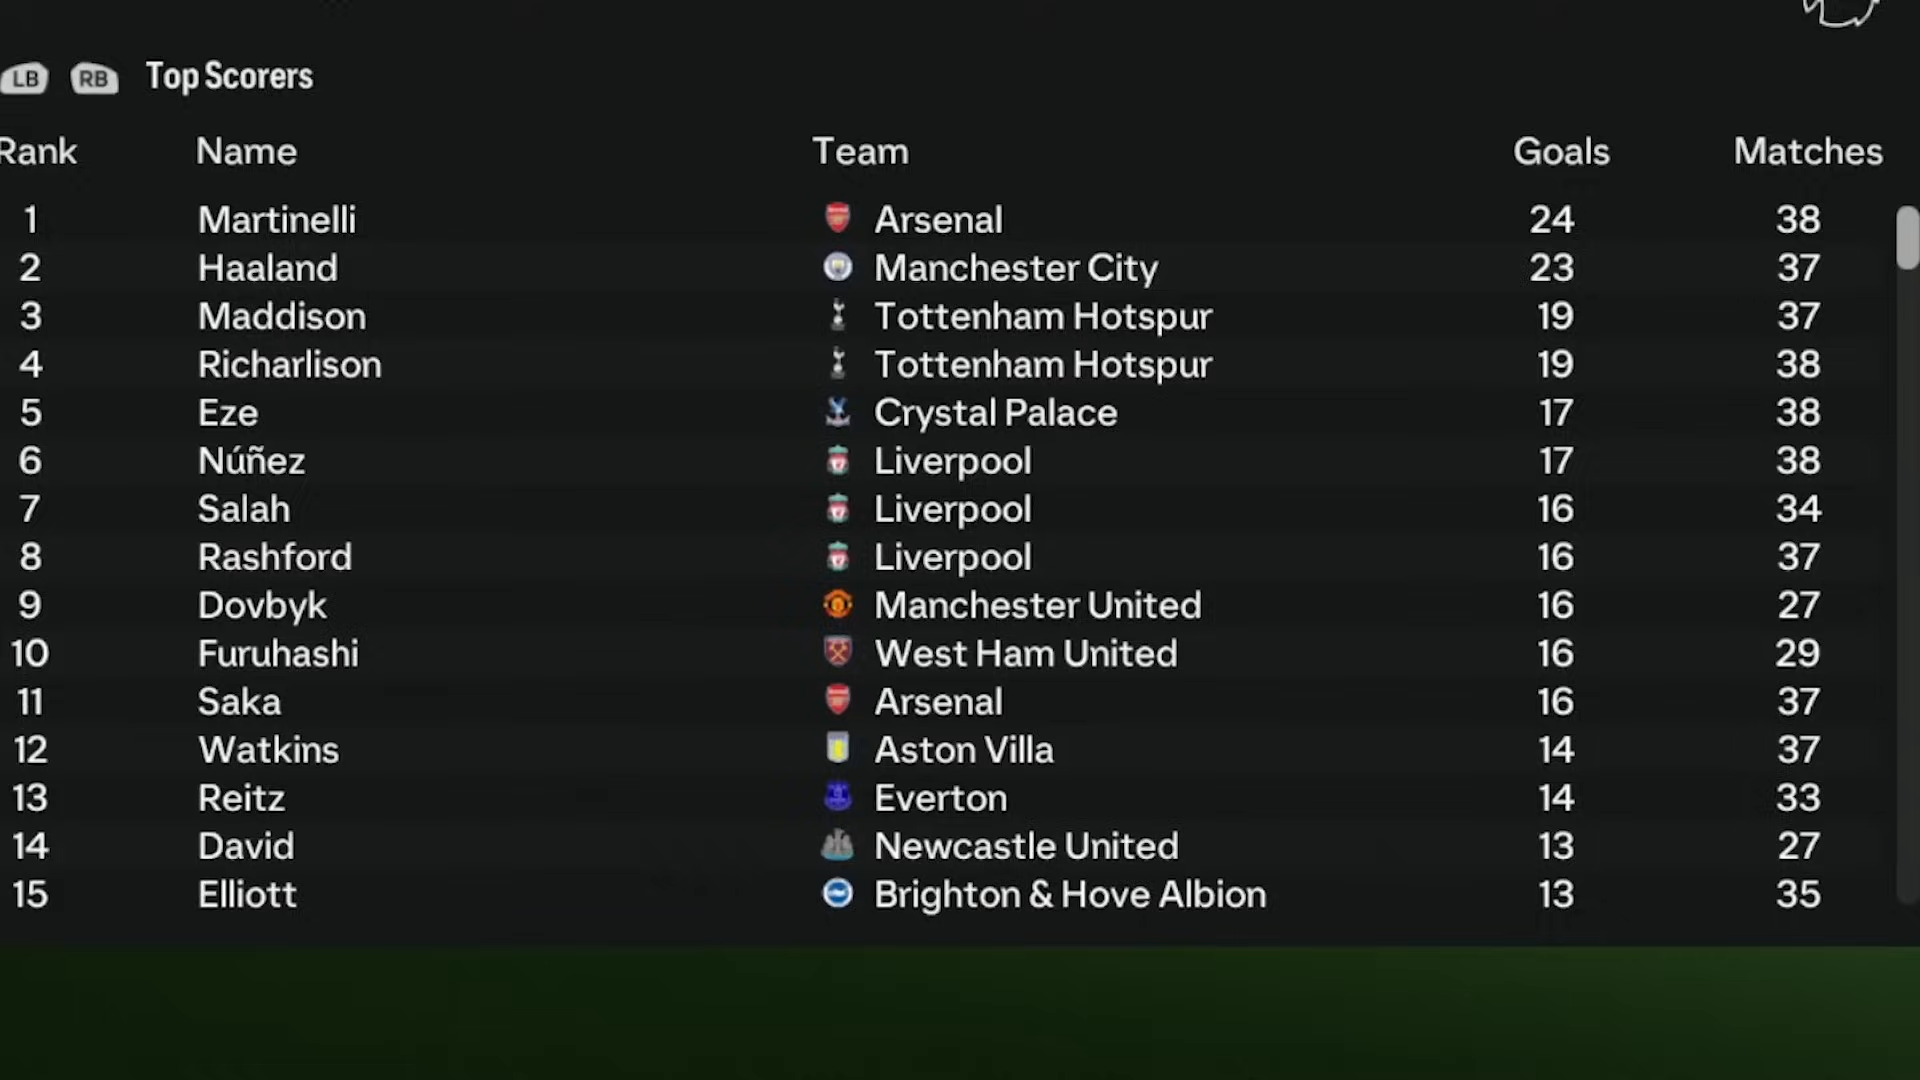 LB RB Top Scorers
Rank Name Team Goals Matches
1 Martinelli Arsenal 24 38
2 Haaland Manchester City 23 37
3 Maddison Tottenham Hotspur 19 37
4 Richarlison Tottenham Hotspur 19 38
5 Eze Crystal Palace 17 38
6 Núñez Liverpool 17 38
7 Salah Liverpool 16 34
8 Rashford Liverpool 16 37
9 Dovbyk Manchester United 16 27
10 Furuhashi West Ham United 16 29
11 Saka Arsenal 16 37
12 Watkins Aston Villa 14 37
13 Reitz Everton 14 33
14 David Newcastle United 13 27
15 Elliott Brighton & Hove Albion 13 35